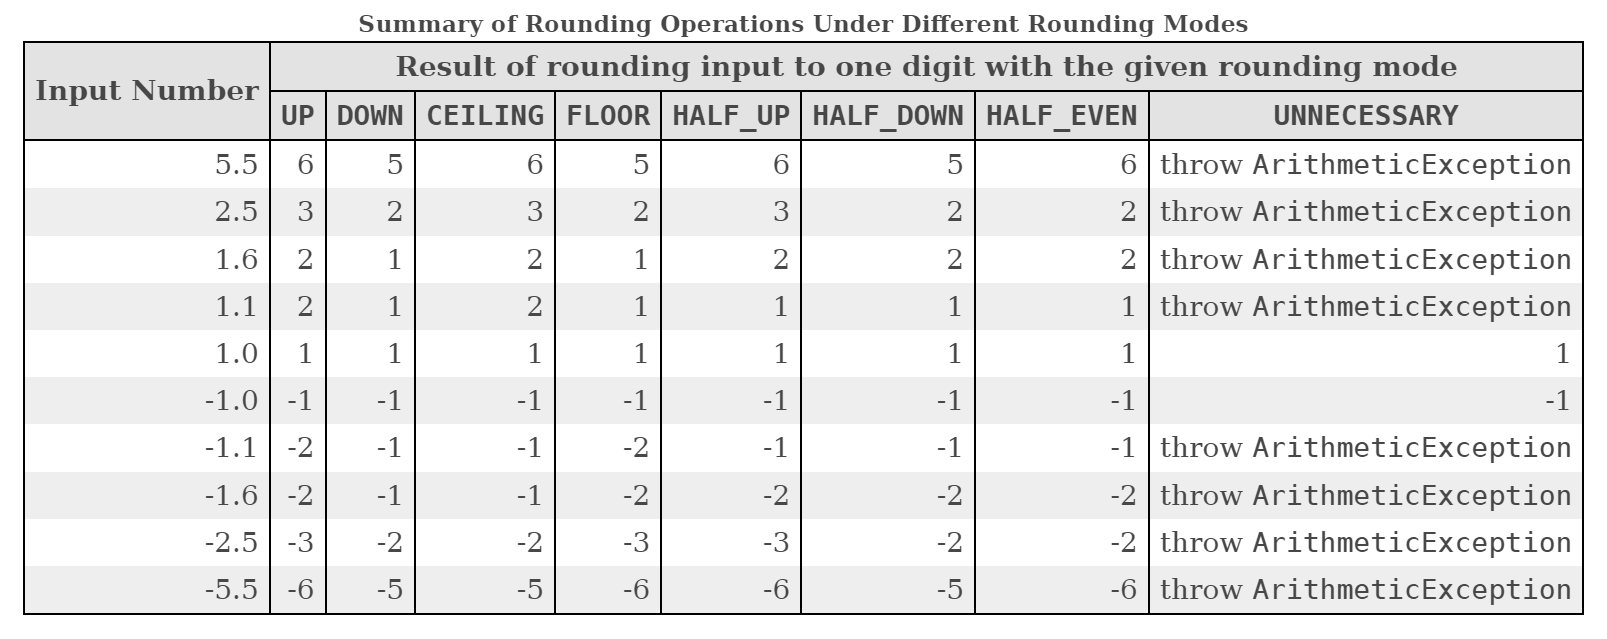 Summary of Rounding Operations Under Different Rounding Modes
Input Number Result of rounding input to one digit with the given rounding mode
UP DOWN CEILING FLOOR HALF_UP HALF_DOWN HALF_EVEN UNNECESSARY
5.5 6 5 6 5 6 5 6 throw ArithmeticException
2.5 3 2 3 2 3 2 2 throw ArithmeticException
1.6 2 1 2 1 2 2 2 throw ArithmeticException
1.1 2 1 2 1 1 1 1 throw ArithmeticException
1.0 1 1 1 1 1 1 1 1
-1.0 -1 -1 -1 -1 -1 -1 -1 -1
-1.1 -2 -1 -1 -2 -1 -1 -1 throw ArithmeticException
-1.6 -2 -1 -1 -2 -2 -2 -2 throw ArithmeticException
-2.5 -3 -2 -2 -3 -3 -2 -2 throw ArithmeticException
-5.5 -6 -5 -5 -6 -6 -5 -6 throw ArithmeticException